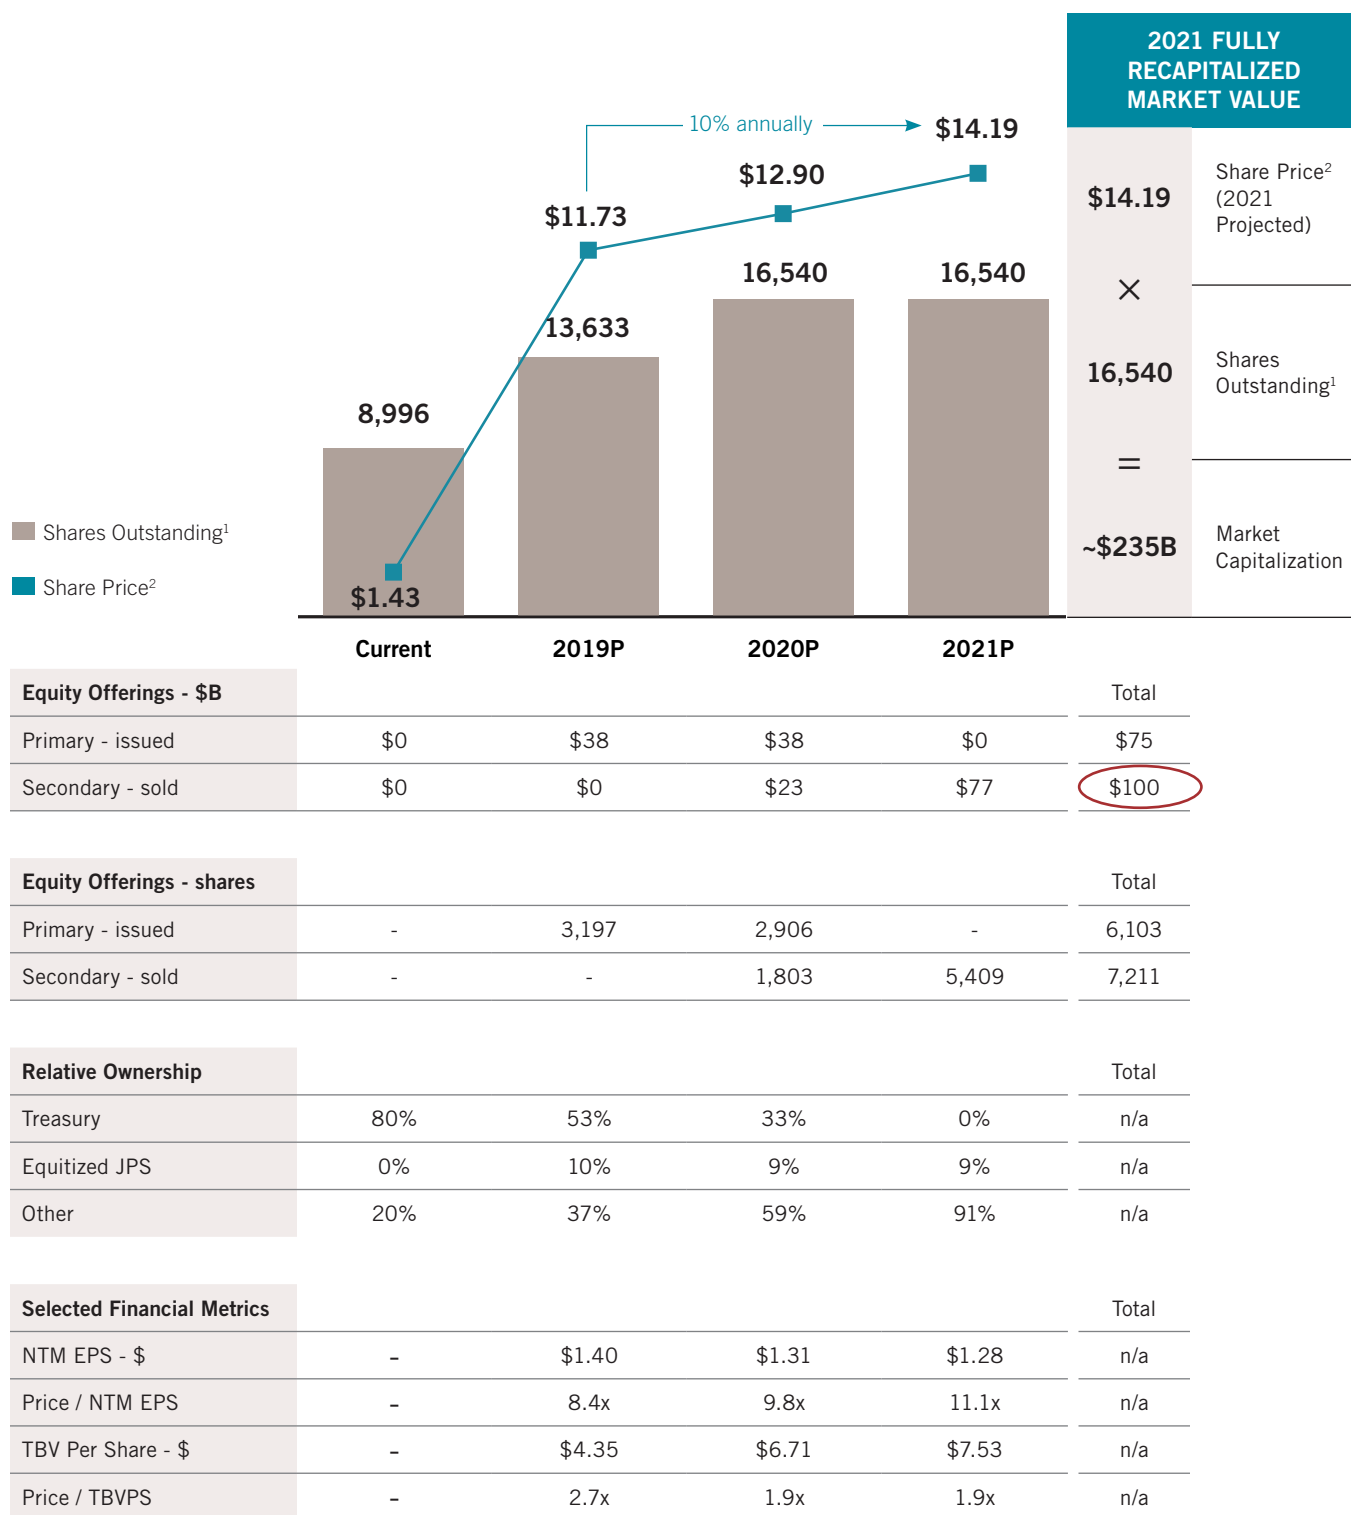 2021 FULLY
RECAPITALIZED
MARKET VALUE
10% annually
$14.19
$12.90
$11.73
16,540
16,540
13,633
8,996
$1.43
Shares Outstanding1
Share Price2
$14.19
Share Price2
(2021
Projected)
×
16,540
Shares
Outstanding1
=
~$235B
Market
Capitalization
Current 2019P 2020P 2021P
Equity Offerings - $B Total
Primary - issued $0 $38 $38 $0 $75
Secondary - sold $0 $0 $23 $77 $100
Equity Offerings - shares Total
Primary - issued - 3,197 2,906 - 6,103
Secondary - sold - - 1,803 5,409 7,211
Relative Ownership Total
Treasury 80% 53% 33% 0% n/a
Equitized JPS 0% 10% 9% 9% n/a
Other 20% 37% 59% 91% n/a
Selected Financial Metrics Total
NTM EPS - $ - $1.40 $1.31 $1.28 n/a
Price / NTM EPS - 8.4x 9.8x 11.1x n/a
TBV Per Share - $ - $4.35 $6.71 $7.53 n/a
Price / TBVPS - 2.7x 1.9x 1.9x n/a